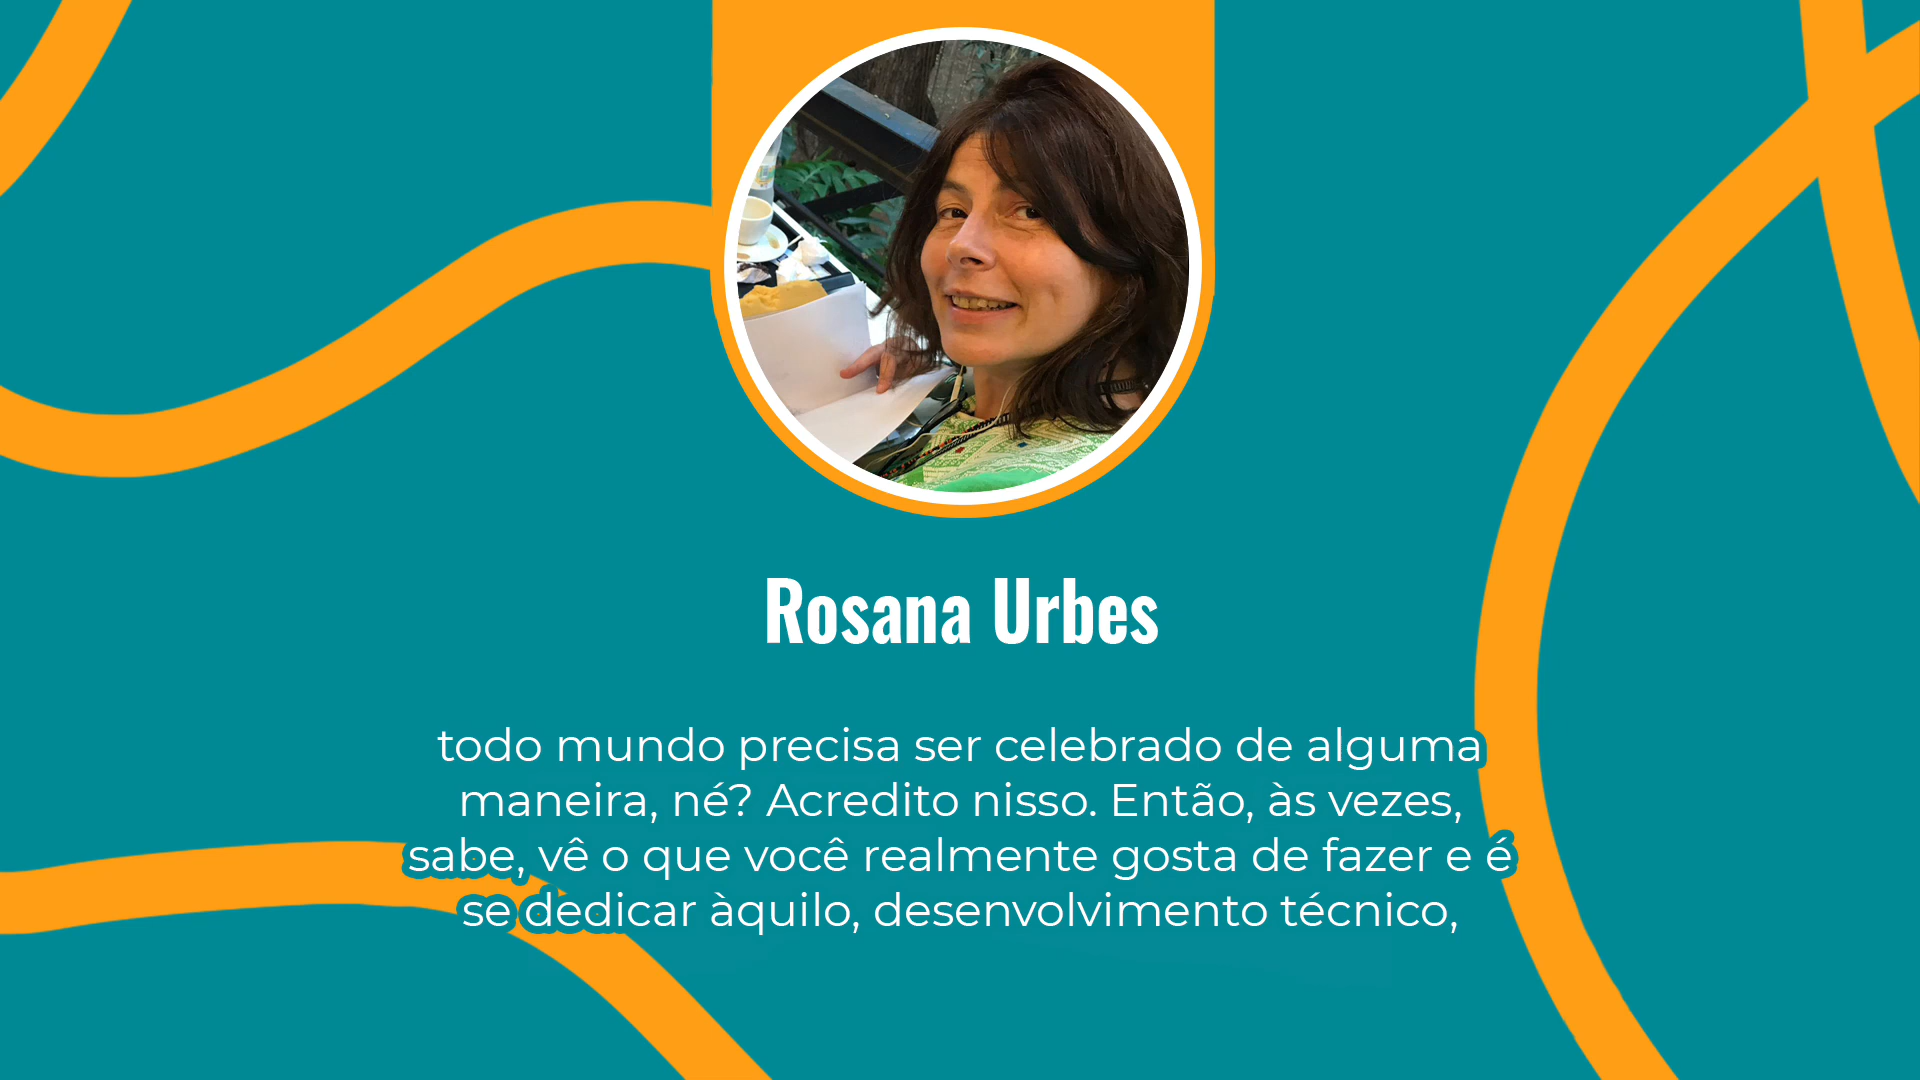 Rosana Urbes
todo mundo precisa ser celebrado de alguma
maneira, né? Acredito nisso. Então, às vezes,
sabe, vê o que você realmente gosta de fazer e é
se dedicar àquilo, desenvolvimento técnico,